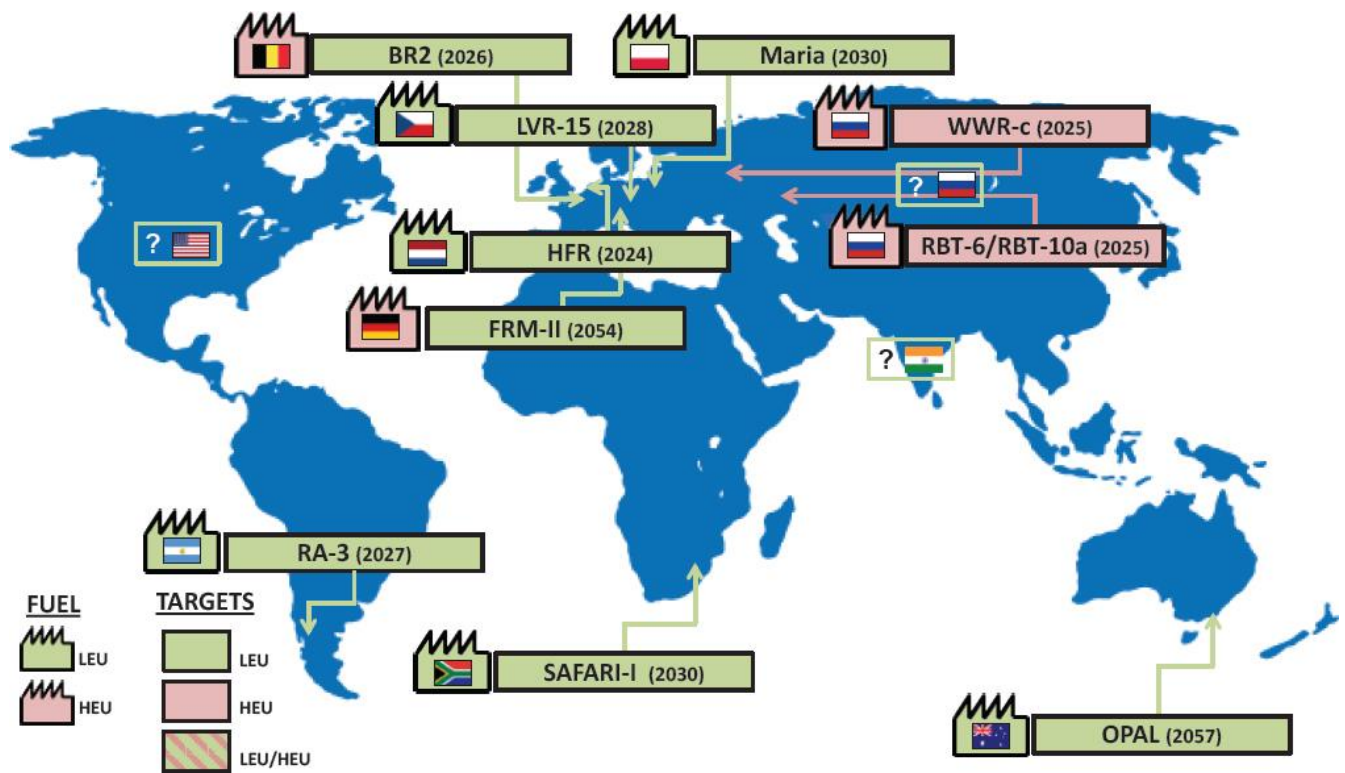 BR2 (2026)
Maria (2030)
LVR-15 (2028)
WWR-c (2025)
?
?
HFR (2024)
RBT-6/RBT-10a (2025)
FRM-II (2054)
?
RA-3 (2027)
FUEL
TARGETS
LEU
LEU
SAFARI-I (2030)
HEU
HEU
LEU/HEU
OPAL (2057)